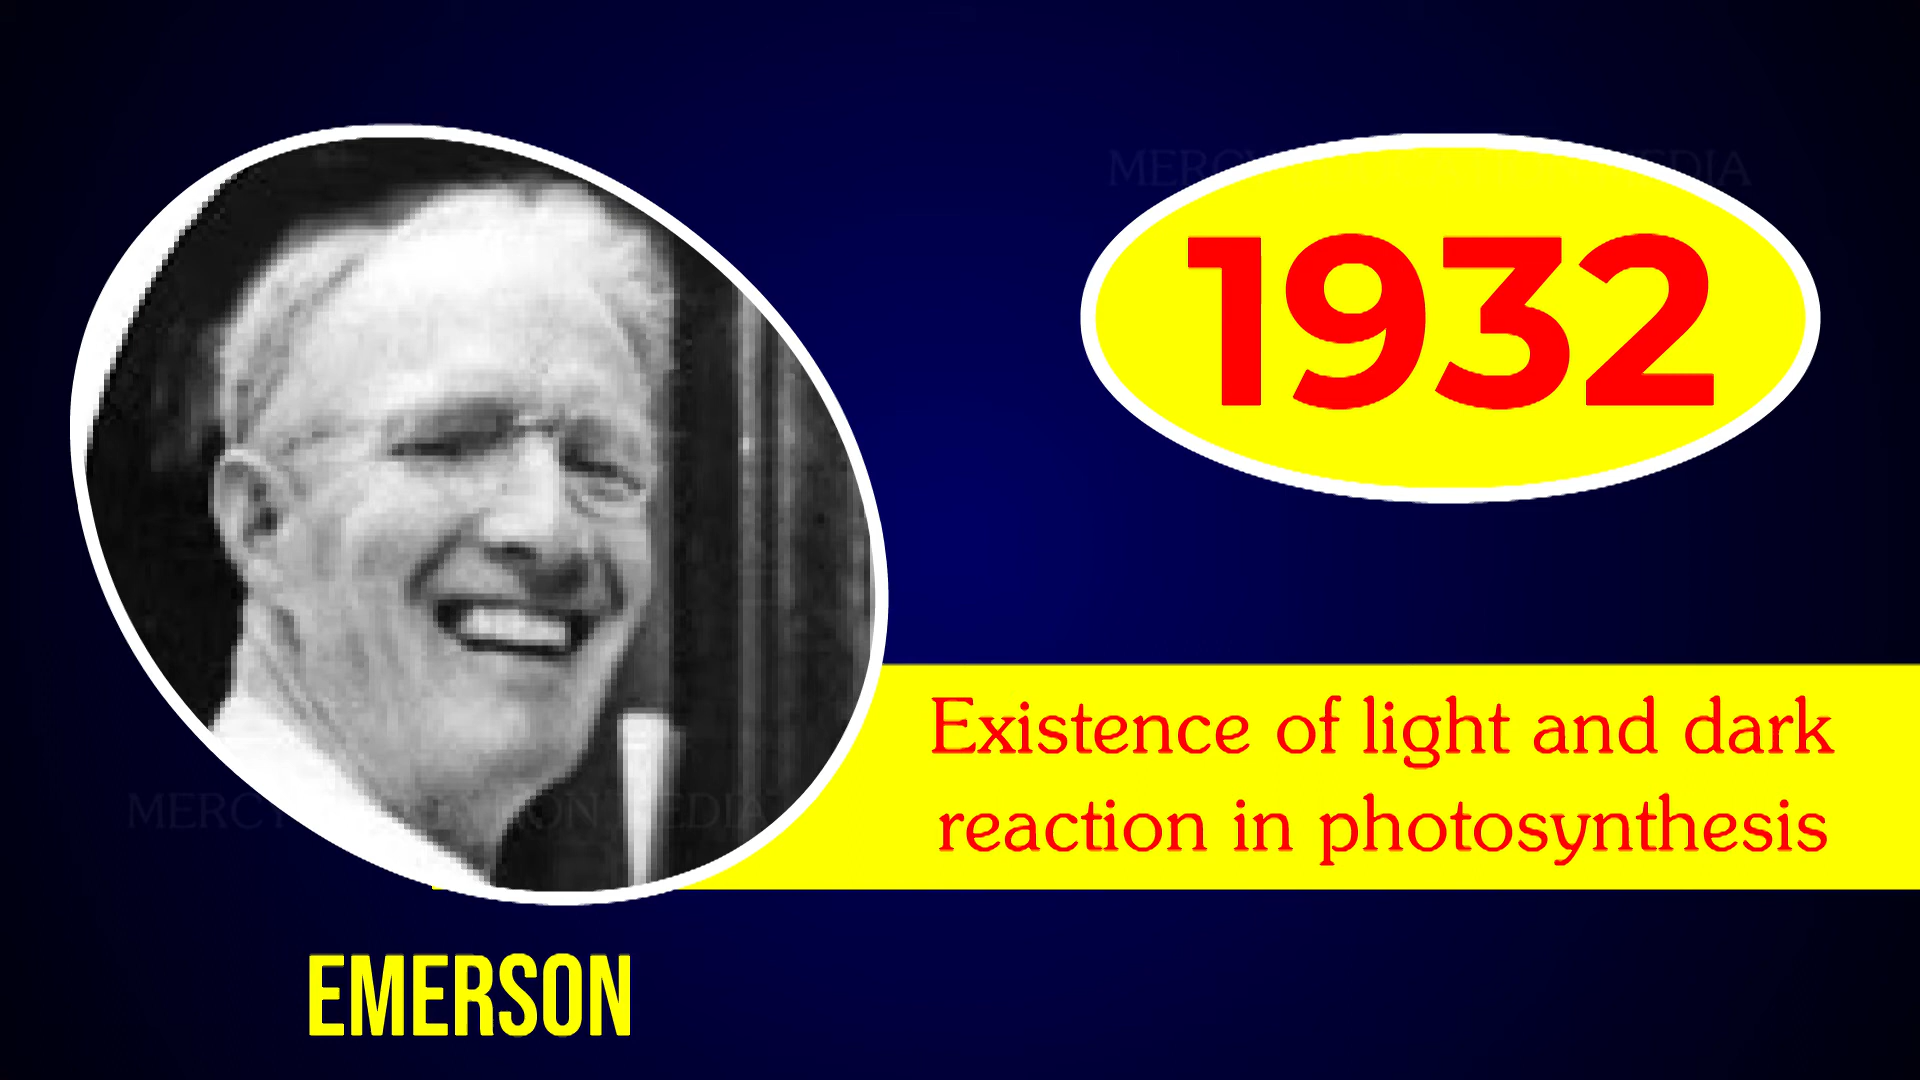 1932
Existence of light and dark
reaction in photosynthesis
EMERSON